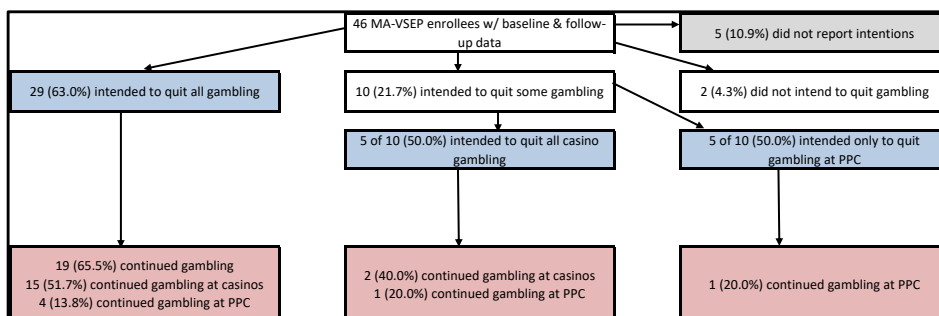 46 MA-VSEP enrollees w/ baseline & follow-
up data
5 (10.9%) did not report intentions
29 (63.0%) intended to quit all gambling
10 (21.7%) intended to quit some gambling
2 (4.3%) did not intend to quit gambling
5 of 10 (50.0%) intended to quit all casino
gambling
5 of 10 (50.0%) intended only to quit
gambling at PPC
19 (65.5%) continued gambling
15 (51.7%) continued gambling at casinos
4 (13.8%) continued gambling at PPC
2 (40.0%) continued gambling at casinos
1 (20.0%) continued gambling at PPC
1 (20.0%) continued gambling at PPC